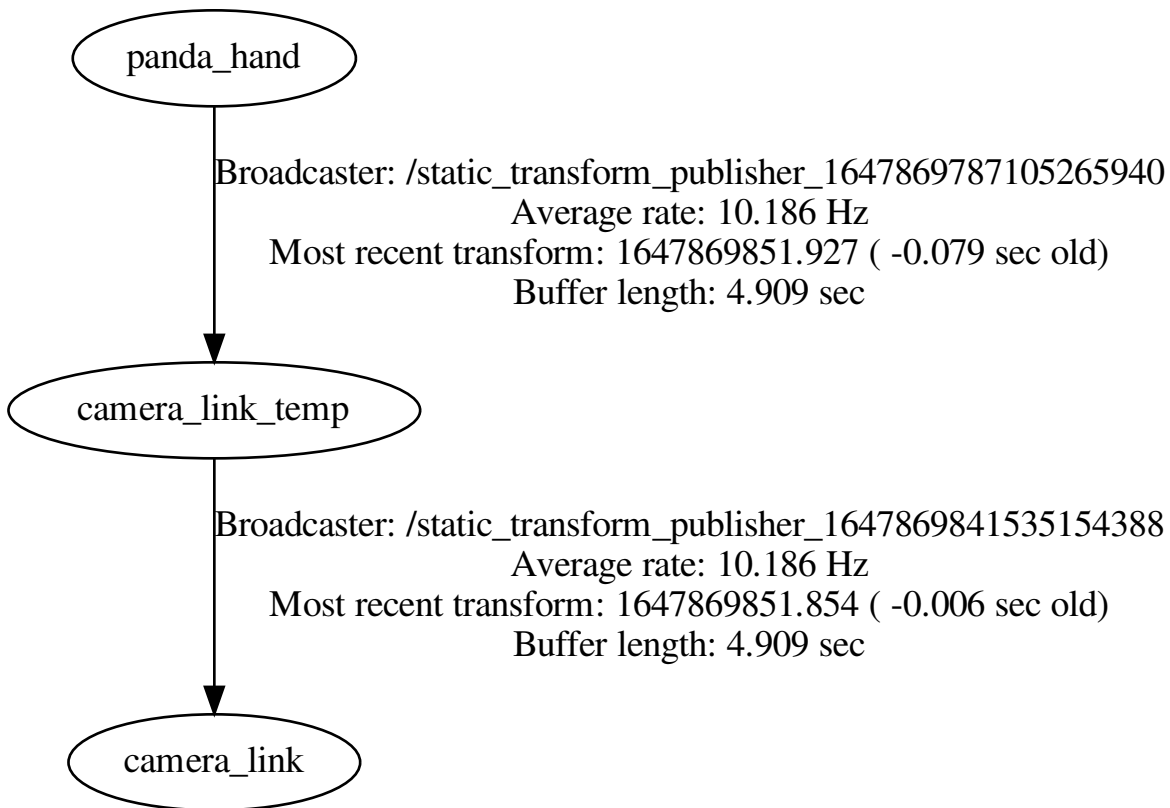 panda_hand
Broadcaster: /static_transform_publisher_1647869787105265940
Average rate: 10.186 Hz
Most recent transform: 1647869851.927 ( -0.079 sec old)
Buffer length: 4.909 sec
camera_link_temp
Broadcaster: /static_transform_publisher_1647869841535154388
Average rate: 10.186 Hz
Most recent transform: 1647869851.854 ( -0.006 sec old)
Buffer length: 4.909 sec
camera_link